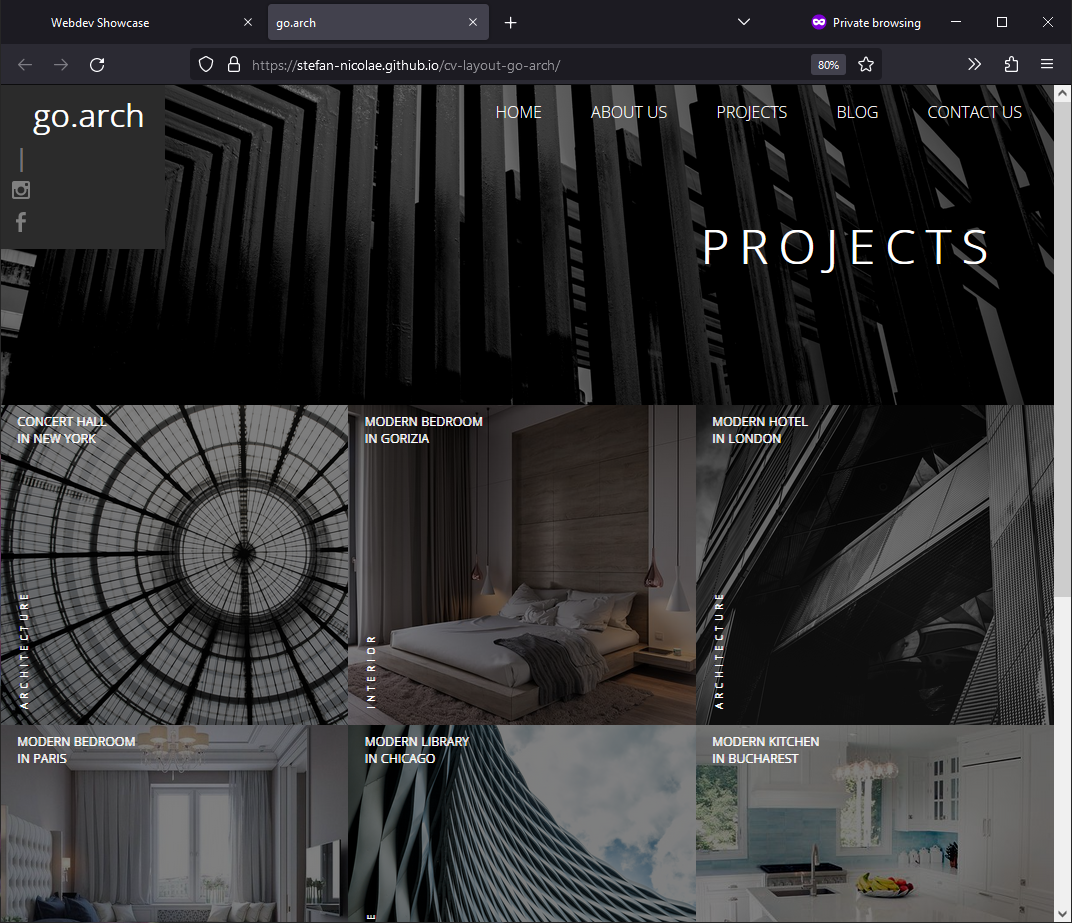 Webdev Showcase
go.arch
Private browsing
https://stefan-nicolae.github.io/cv-layout-go-arch/
80%
go.arch
HOME
ABOUT US
PROJECTS
BLOG
CONTACT US
PROJECTS
CONCERT HALL
IN NEW YORK
ARCHITECTURE
MODERN BEDROOM
IN GORIZIA
INTERIOR
MODERN HOTEL
IN LONDON
ARCHITECTURE
MODERN BEDROOM
IN PARIS
MODERN LIBRARY
IN CHICAGO
E
MODERN KITCHEN
IN BUCHAREST